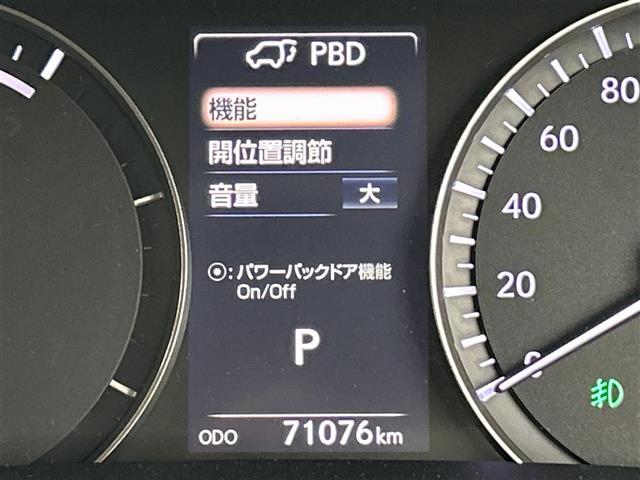 PBD
機能
開位置調節
音量 大
⦿:パワーバックドア機能
On/Off
P
ODO 71076km
80
60
40
20
0